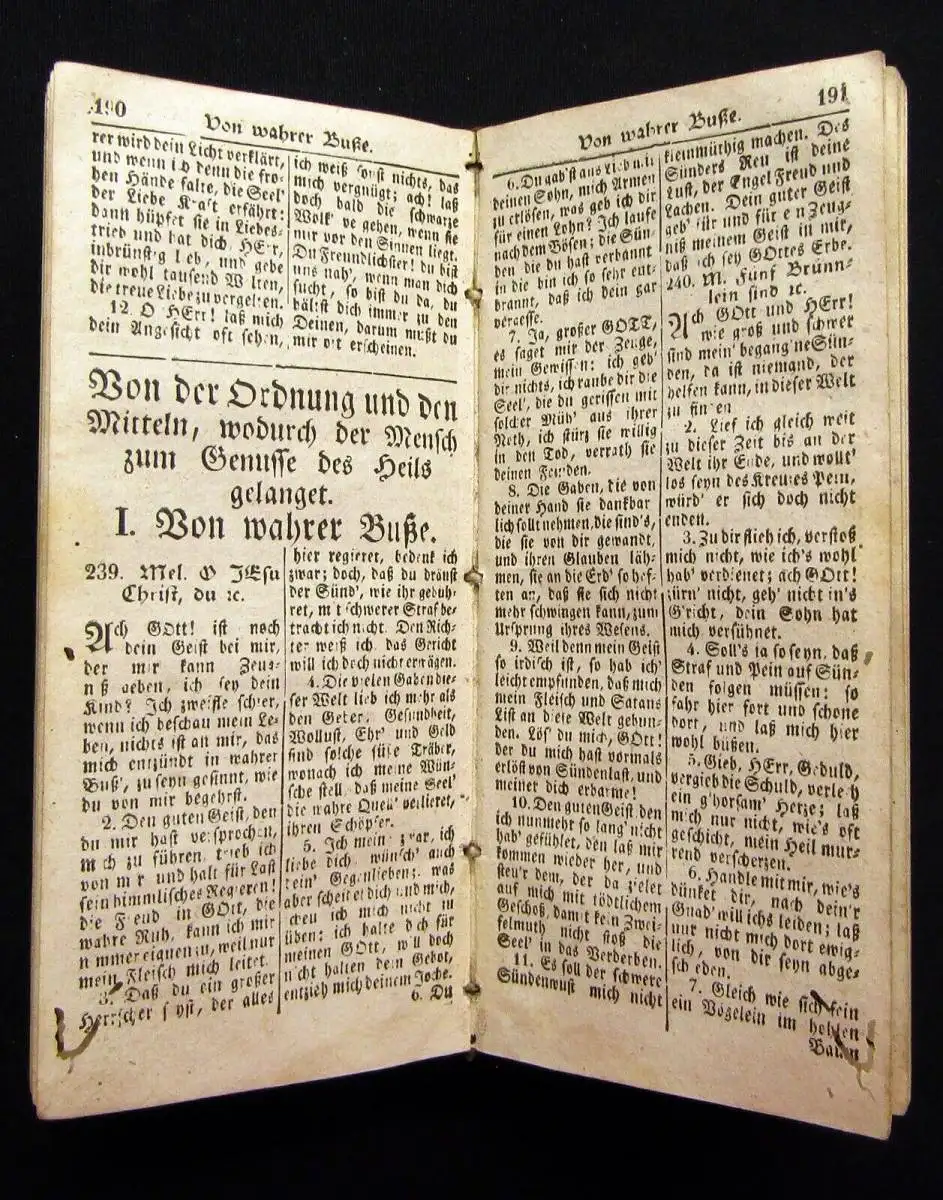 190
Von wahrer Buße.
rer wird dein Licht verklärt,
und wenn ich denn die fro-
hen Hände falte, die Seel'
der Liebe Kraft erfährt:
dann hüpfet sie in Liebes-
trieb und hat dich, HErr,
inbrünstig lieb, und gebe
dir wohl tausend Welten,
die treue Liebe zu vergelten.
12. O HErr! laß mich
dein Angesicht oft sehen,
ich weiß sonst nichts, das
mich vergnügt; ach! laß
doch bald die schwarze
Wolk' vergehen, wenn sie
mir vor den Sinnen liegt.
Du Freundlichster! du bist
uns nah', wenn man dich
sucht, so bist du da, du
hältst dich immer zu den
Deinen, darum mußt du
mir oft erscheinen.
Von der Ordnung und den
Mitteln, wodurch der Mensch
zum Genusse des Heils
gelanget.
I. Von wahrer Buße.
239. Mel. O JEsu
Christ, du ꝛc.
Ach GOtt! ist noch
dein Geist bei mir,
der mir kann Zeug-
niß geben, ich sey dein
Kind? Ich zweifle schier,
wenn ich beschau mein Le-
ben, nichts ist an mir, das
mich entzündt in wahrer
Buß', zu seyn gesinnt, wie
du von mir begehrst.
2. Den guten Geist, den
du mir hast versprochen,
mich zu führen, trieb ich
von mir und halt für Last
sein himmlisches Regieren!
die Freud in GOtt, die
wahre Ruh, kann ich mir
nimmer eignen zu, weil nur
mein Fleisch mich leitet.
3. Daß du ein großer
Herrscher seyst, der alles
hier regieret, bedenk ich
zwar; doch, daß du dräust
der Sünd', wie ihr gebüh-
ret, mit schwerer Straf be-
tracht ich nicht. Den Rich-
ter weiß ich, das Gericht
will ich doch nicht erwägen.
4. Die vielen Gaben die-
ser Welt lieb ich mehr als
den Geber. Gesundheit,
Wollust, Ehr' und Geld
sind solche süße Träber,
wonach ich meine Wün-
sche stell, daß meine Seel'
die wahre Quell' verlieret,
ihren Schöpfer.
5. Ich mein zwar, ich
liebe dich, wünsch' auch
dein' Gegenlieben; was
aber scheidet dich und mich,
scheu ich mich nicht zu
üben: ich halte dich für
meinen GOtt, will doch
nicht halten dein Gebot,
entzieh mich deinem Joche.
6. Du
Von wahrer Buße.
191
6. Du gabst aus Lieb u.u
deinen Sohn, mich Armen
zu erlösen, was geb ich dir
für einen Lohn? Ich laufe
nach dem Bösen; die Sün-
den die du hast verbannt
in die bin ich so sehr ent-
brannt, daß ich dein gar
vergesse.
7. Ja, großer GOTT,
es saget mir der Zeuge,
mein Gewissen: ich geb'
dir nichts, ich raube dir die
Seel', die du gerissen mit
solcher Müh' aus ihrer
Noth, ich stürz sie willig
in den Tod, verrath sie
deinen Feinden.
8. Die Gaben, die von
deiner Hand sie dankbar
lich sollt nehmen, die sind's,
die sie von dir gewandt,
und ihren Glauben läh-
men, sie an die Erd' so hef-
ten an, daß sie sich nicht
mehr schwingen kann, zum
Ursprung ihres Wesens.
9. Weil denn mein Geist
so irdisch ist, so hab ich'
leicht empfunden, daß mich
mein Fleisch und Satans
List an diese Welt gebun-
den. Lös' du mich, GOtt!
der du mich hast vormals
erlöst von Sündenlast, und
meiner dich erbarme!
10. Den guten Geist, den
ich nunmehr so lang' nicht
hab' gefühlet, den laß mir
kommen wieder her, und
steu'r dem, der da zielet
auf mich mit tödtlichem
Geschoß, damit kein Zwei-
felmuth nicht stoß die
Seel' in das Verderben.
11. Es soll der schwere
Sündenwust mich nicht
kleinmüthig machen. Des
Sünders Reu ist deine
Lust, der Engel Freud und
Lachen. Dein guter Geist
geb' für und für ein Zeug-
niß meinem Geist in mir,
daß ich sey GOttes Erbe.
240. M. Fünf Brünn-
lein sind ꝛc.
Ach GOtt und HErr!
wie groß und schwer
sind mein' begang'ne Sün-
den, da ist niemand, der
helfen kann, in dieser Welt
zu finden
2. Lief ich gleich weit
zu dieser Zeit bis an der
Welt ihr Ende, und wollt'
los seyn des Kreuzes Pein,
würd' er sich doch nicht
enden.
3. Zu dir flieh ich, verstoß
mich nicht, wie ich's wohl
hab' verdienet; ach GOtt!
zürn' nicht, geh' nicht in's
G'richt, dein Sohn hat
mich versühnet.
4. Soll's ja so seyn, daß
Straf und Pein auf Sün-
den folgen müssen: so
fahr hier fort und schone
dort, und laß mich hier
wohl büßen.
5. Gieb, HErr, Geduld,
vergieb die Schuld, verleih
ein g'horsam' Herze; laß
mich nur nicht, wie's oft
geschicht, mein Heil mur-
rend verscherzen.
6. Handle mit mir, wie's
dünket dir, nach dein'r
Gnad' will ichs leiden; laß
nur nicht mich dort ewig-
lich, von dir seyn abge-
scheiden.
7. Gleich wie sich fein
ein Vögelein im hohlen
Baum